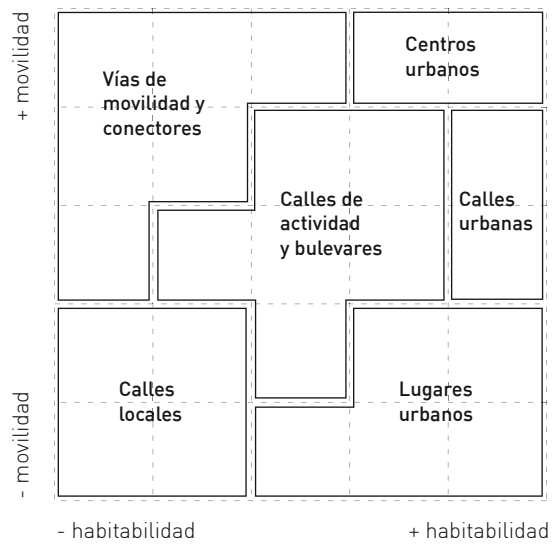 + movilidad
Vías de
movilidad y
conectores
Centros
urbanos
Calles de
actividad
y bulevares
Calles
urbanas
Calles
locales
Lugares
urbanos
- movilidad
- habitabilidad
+ habitabilidad